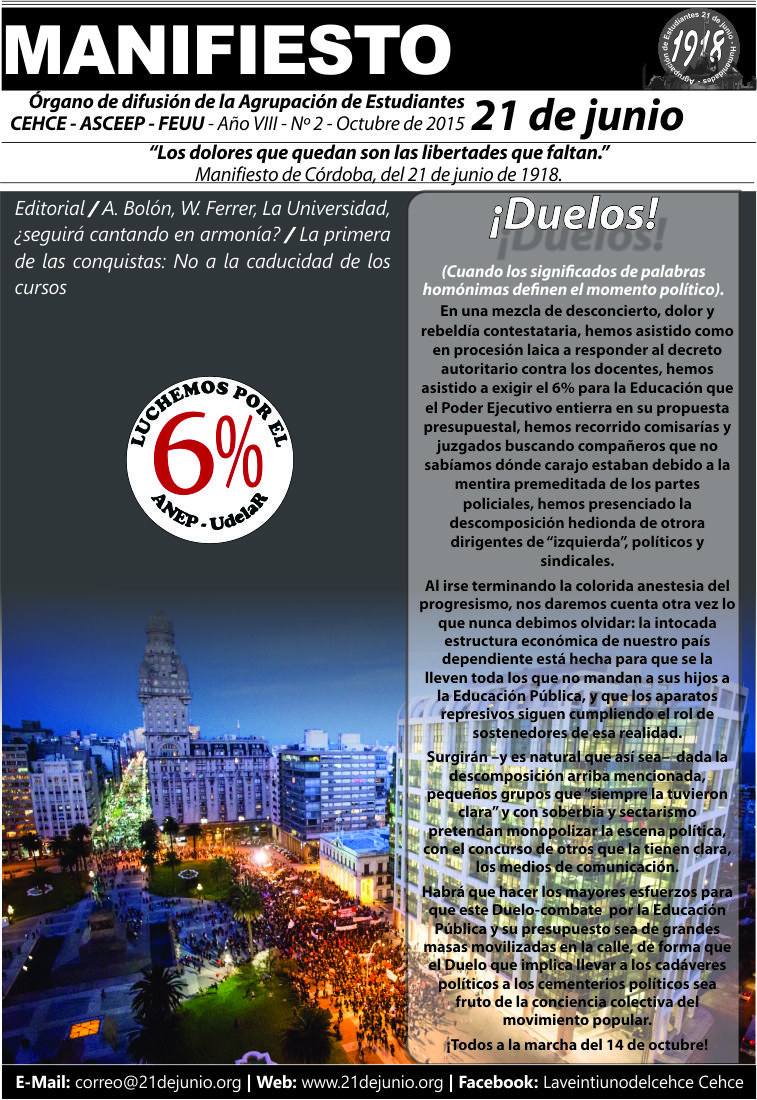 MANIFIESTO
Agrupación de Estudiantes 21 de junio - Humanidades -
1918
Órgano de difusión de la Agrupación de Estudiantes
CEHCE - ASCEEP - FEUU - Año VIII - Nº 2 - Octubre de 2015
21 de junio
“Los dolores que quedan son las libertades que faltan.”
Manifiesto de Córdoba, del 21 de junio de 1918.
Editorial / A. Bolón, W. Ferrer, La Universidad,
¿seguirá cantando en armonía? / La primera
de las conquistas: No a la caducidad de los
cursos
LUCHEMOS POR EL
6%
ANEP - UdelaR
¡Duelos!
(Cuando los significados de palabras
homónimas definen el momento político).
En una mezcla de desconcierto, dolor y
rebeldía contestataria, hemos asistido como
en procesión laica a responder al decreto
autoritario contra los docentes, hemos
asistido a exigir el 6% para la Educación que
el Poder Ejecutivo entierra en su propuesta
presupuestal, hemos recorrido comisarías y
juzgados buscando compañeros que no
sabíamos dónde carajo estaban debido a la
mentira premeditada de los partes
policiales, hemos presenciado la
descomposición hedionda de otrora
dirigentes de “izquierda”, políticos y
sindicales.
Al irse terminando la colorida anestesia del
progresismo, nos daremos cuenta otra vez lo
que nunca debimos olvidar: la intocada
estructura económica de nuestro país
dependiente está hecha para que se la
lleven toda los que no mandan a sus hijos a
la Educación Pública, y que los aparatos
represivos siguen cumpliendo el rol de
sostenedores de esa realidad.
Surgirán –y es natural que así sea– dada la
descomposición arriba mencionada,
pequeños grupos que “siempre la tuvieron
clara” y con soberbia y sectarismo
pretendan monopolizar la escena política,
con el concurso de otros que la tienen clara,
los medios de comunicación.
Habrá que hacer los mayores esfuerzos para
que este Duelo-combate por la Educación
Pública y su presupuesto sea de grandes
masas movilizadas en la calle, de forma que
el Duelo que implica llevar a los cadáveres
políticos a los cementerios políticos sea
fruto de la conciencia colectiva del
movimiento popular.
¡Todos a la marcha del 14 de octubre!
E-Mail: correo@21dejunio.org | Web: www.21dejunio.org | Facebook: Laveintiunodelcehce Cehce